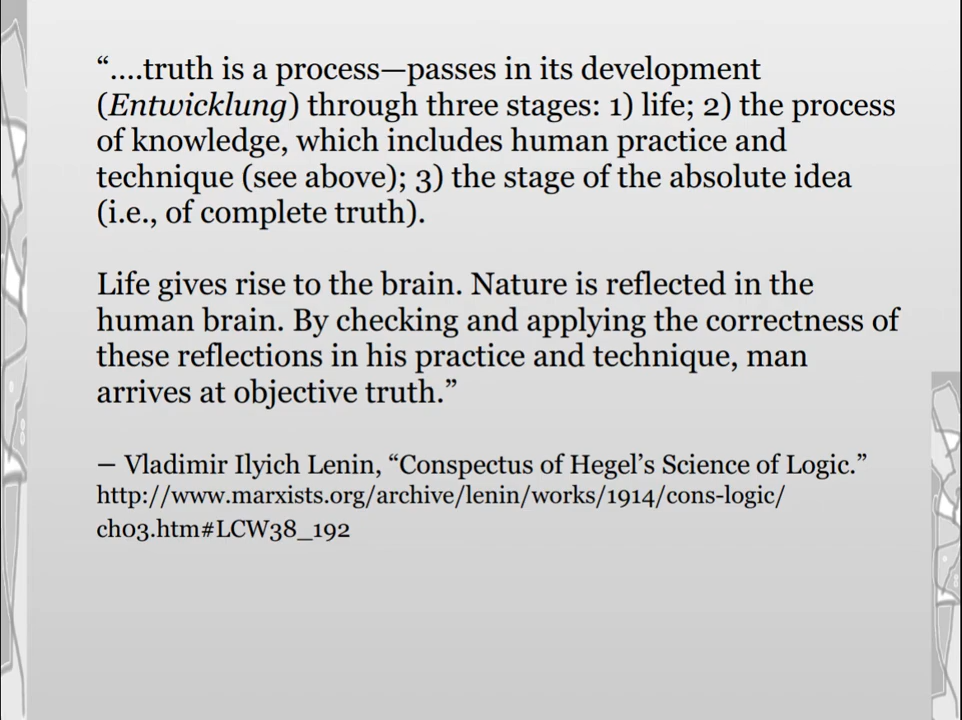 “....truth is a process—passes in its development
(Entwicklung) through three stages: 1) life; 2) the process
of knowledge, which includes human practice and
technique (see above); 3) the stage of the absolute idea
(i.e., of complete truth).
Life gives rise to the brain. Nature is reflected in the
human brain. By checking and applying the correctness of
these reflections in his practice and technique, man
arrives at objective truth.”
— Vladimir Ilyich Lenin, “Conspectus of Hegel’s Science of Logic.”
http://www.marxists.org/archive/lenin/works/1914/cons-logic/
ch03.htm#LCW38_192